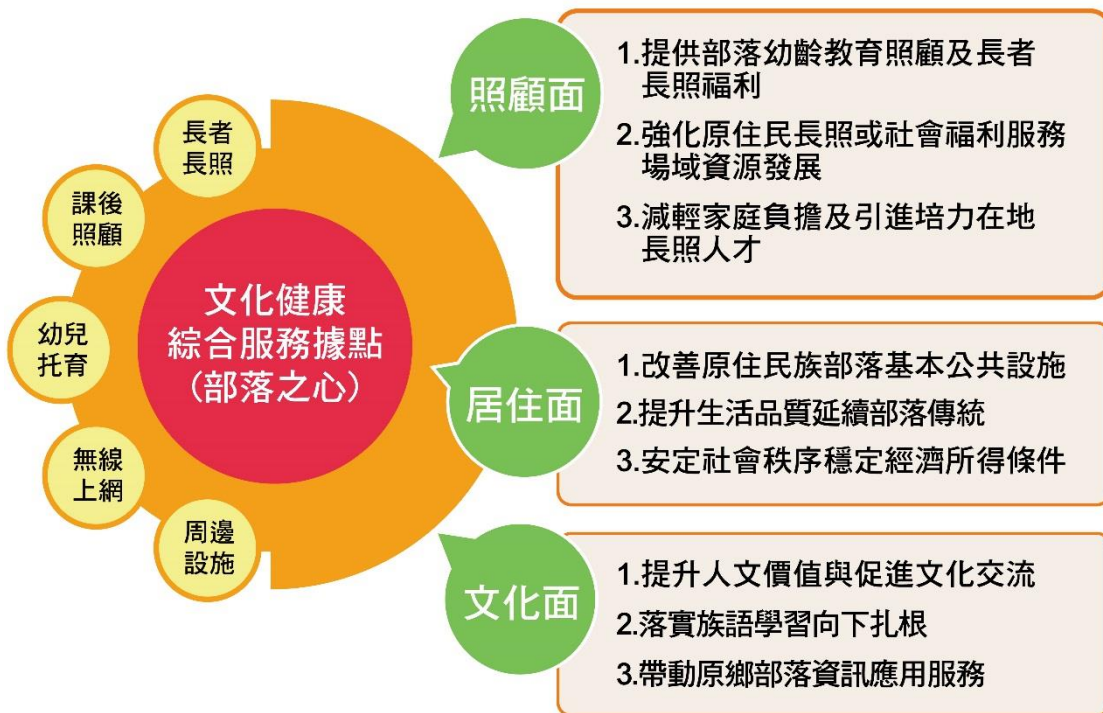 長者
長照
課後
照顧
幼兒
托育
無線
上網
周邊
設施
文化健康
綜合服務據點
(部落之心)
照顧面
1.提供部落幼齡教育照顧及長者
長照福利
2.強化原住民長照或社會福利服務
場域資源發展
3.減輕家庭負擔及引進培力在地
長照人才
居住面
1.改善原住民族部落基本公共設施
2.提升生活品質延續部落傳統
3.安定社會秩序穩定經濟所得條件
文化面
1.提升人文價值與促進文化交流
2.落實族語學習向下扎根
3.帶動原鄉部落資訊應用服務